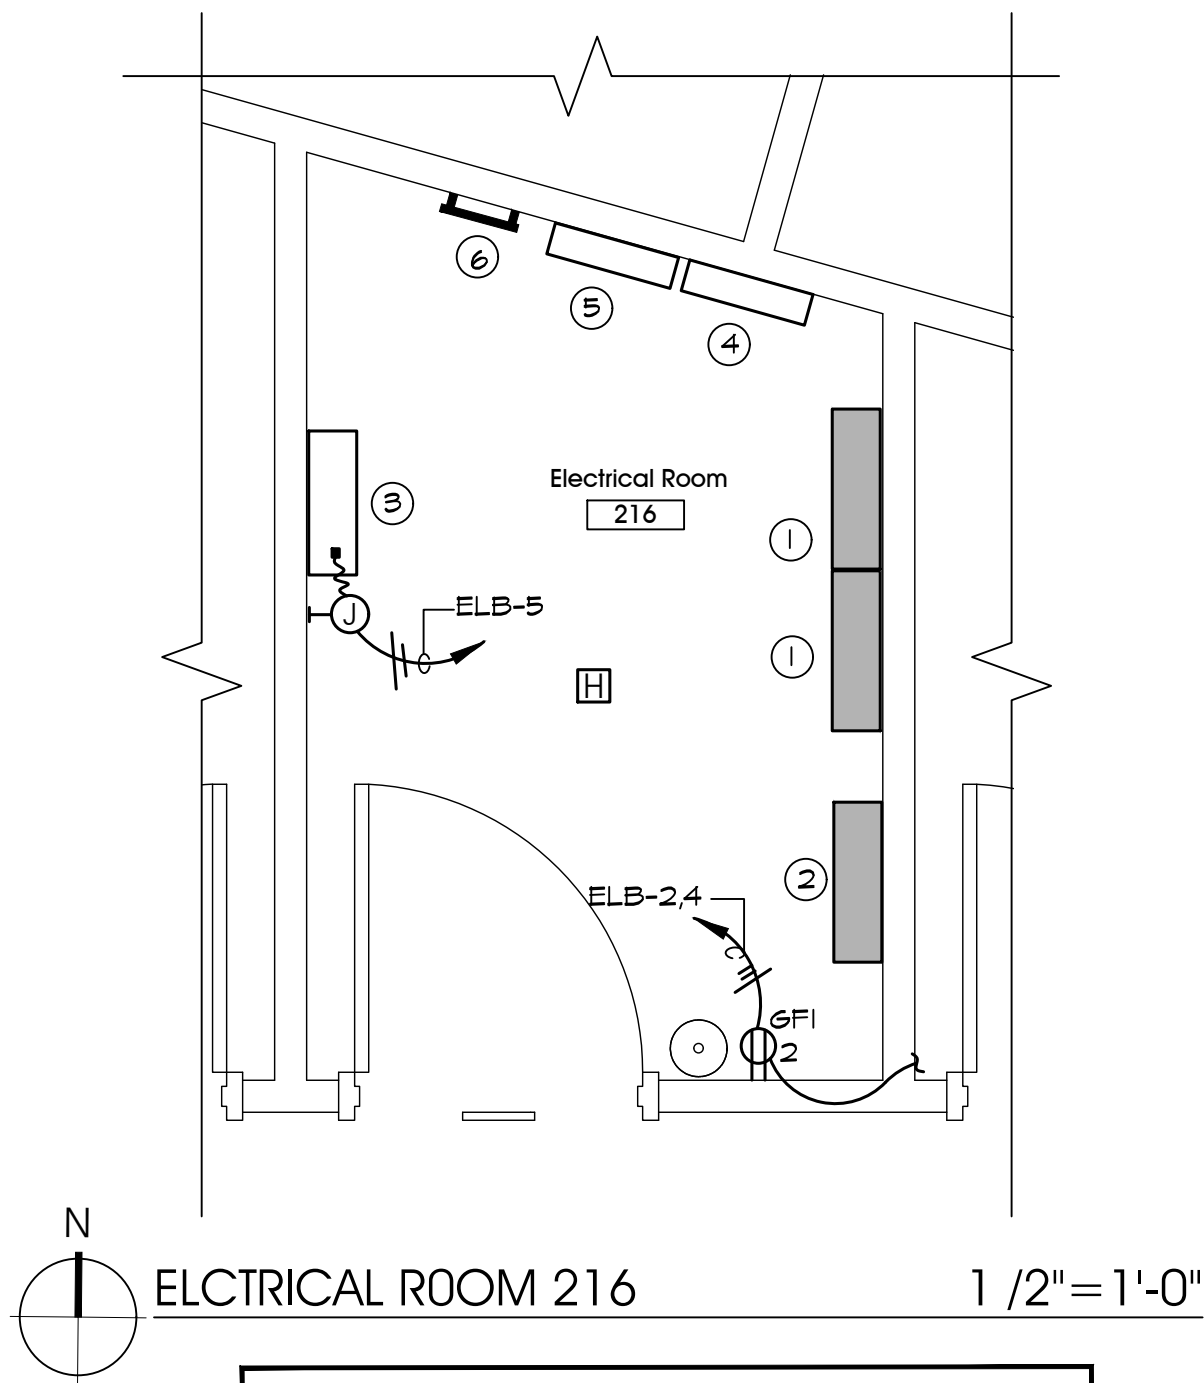 6
5
4
Electrical Room
216
3
1
J
ELB-5
1
H
2
ELB-2,4
GFI
2
N
ELCTRICAL ROOM 216
1 /2"=1'-0"